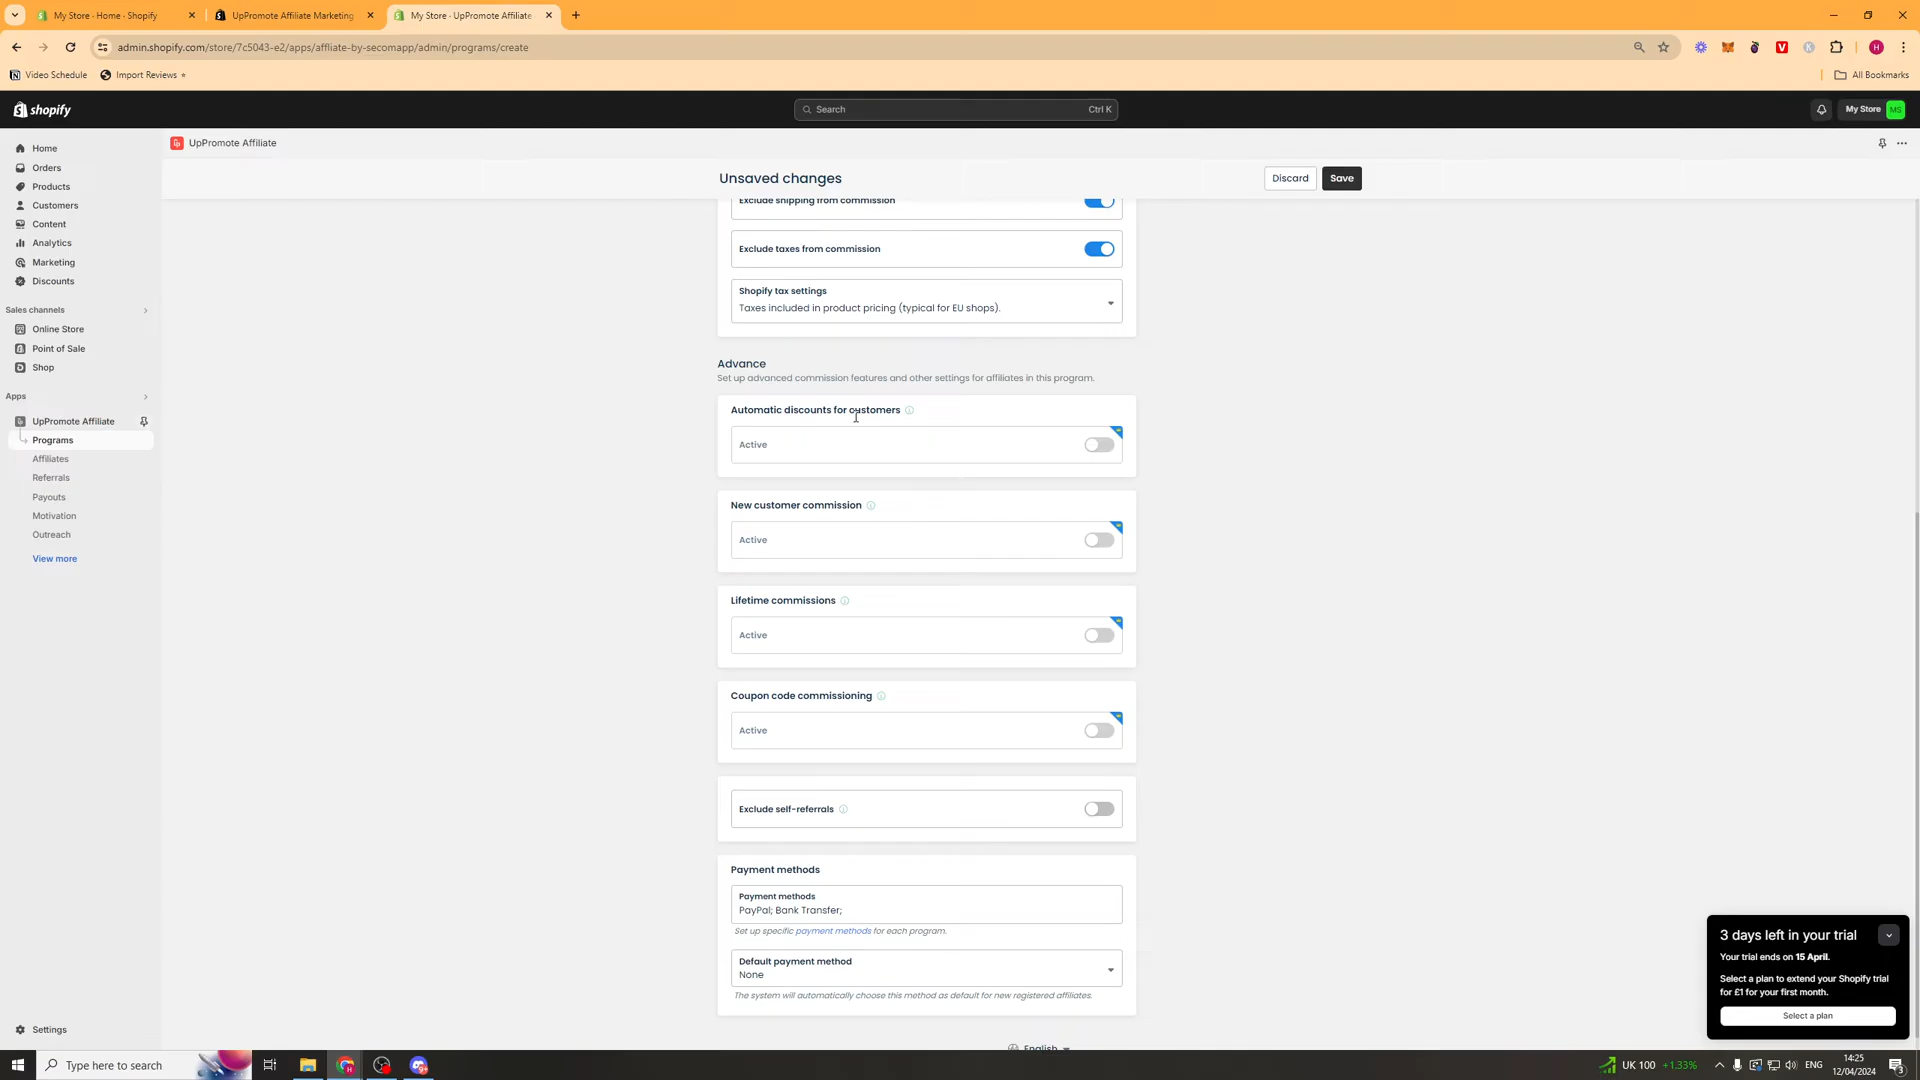 My Store - Home - Shopify
UpPromote Affiliate Marketing
My Store - UpPromote Affiliate
admin.shopify.com/store/7c5043-e2/apps/affliate-by-secomapp/admin/programs/create
Video Schedule
Import Reviews
All Bookmarks
shopify
Search
Ctrl K
My Store
MS
UpPromote Affiliate
Unsaved changes
Discard
Save
Home
Orders
Products
Customers
Content
Analytics
Marketing
Discounts
Sales channels
Online Store
Point of Sale
Shop
Apps
UpPromote Affiliate
Programs
Affiliates
Referrals
Payouts
Motivation
Outreach
View more
Settings
Exclude shipping from commission
Exclude taxes from commission
Shopify tax settings
Taxes included in product pricing (typical for EU shops).
Advance
Set up advanced commission features and other settings for affiliates in this program.
Automatic discounts for customers
Active
New customer commission
Active
Lifetime commissions
Active
Coupon code commissioning
Active
Exclude self-referrals
Payment methods
Payment methods
PayPal; Bank Transfer;
Set up specific payment methods for each program.
Default payment method
None
The system will automatically choose this method as default for new registered affiliates.
English
3 days left in your trial
Your trial ends on 15 April.
Select a plan to extend your Shopify trial
for £1 for your first month.
Select a plan
Type here to search
UK 100 +1.33%
ENG
14:25
12/04/2024